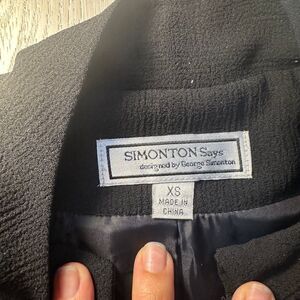 SIMONTON Says
designed by George Simonton
XS
MADE IN
CHINA